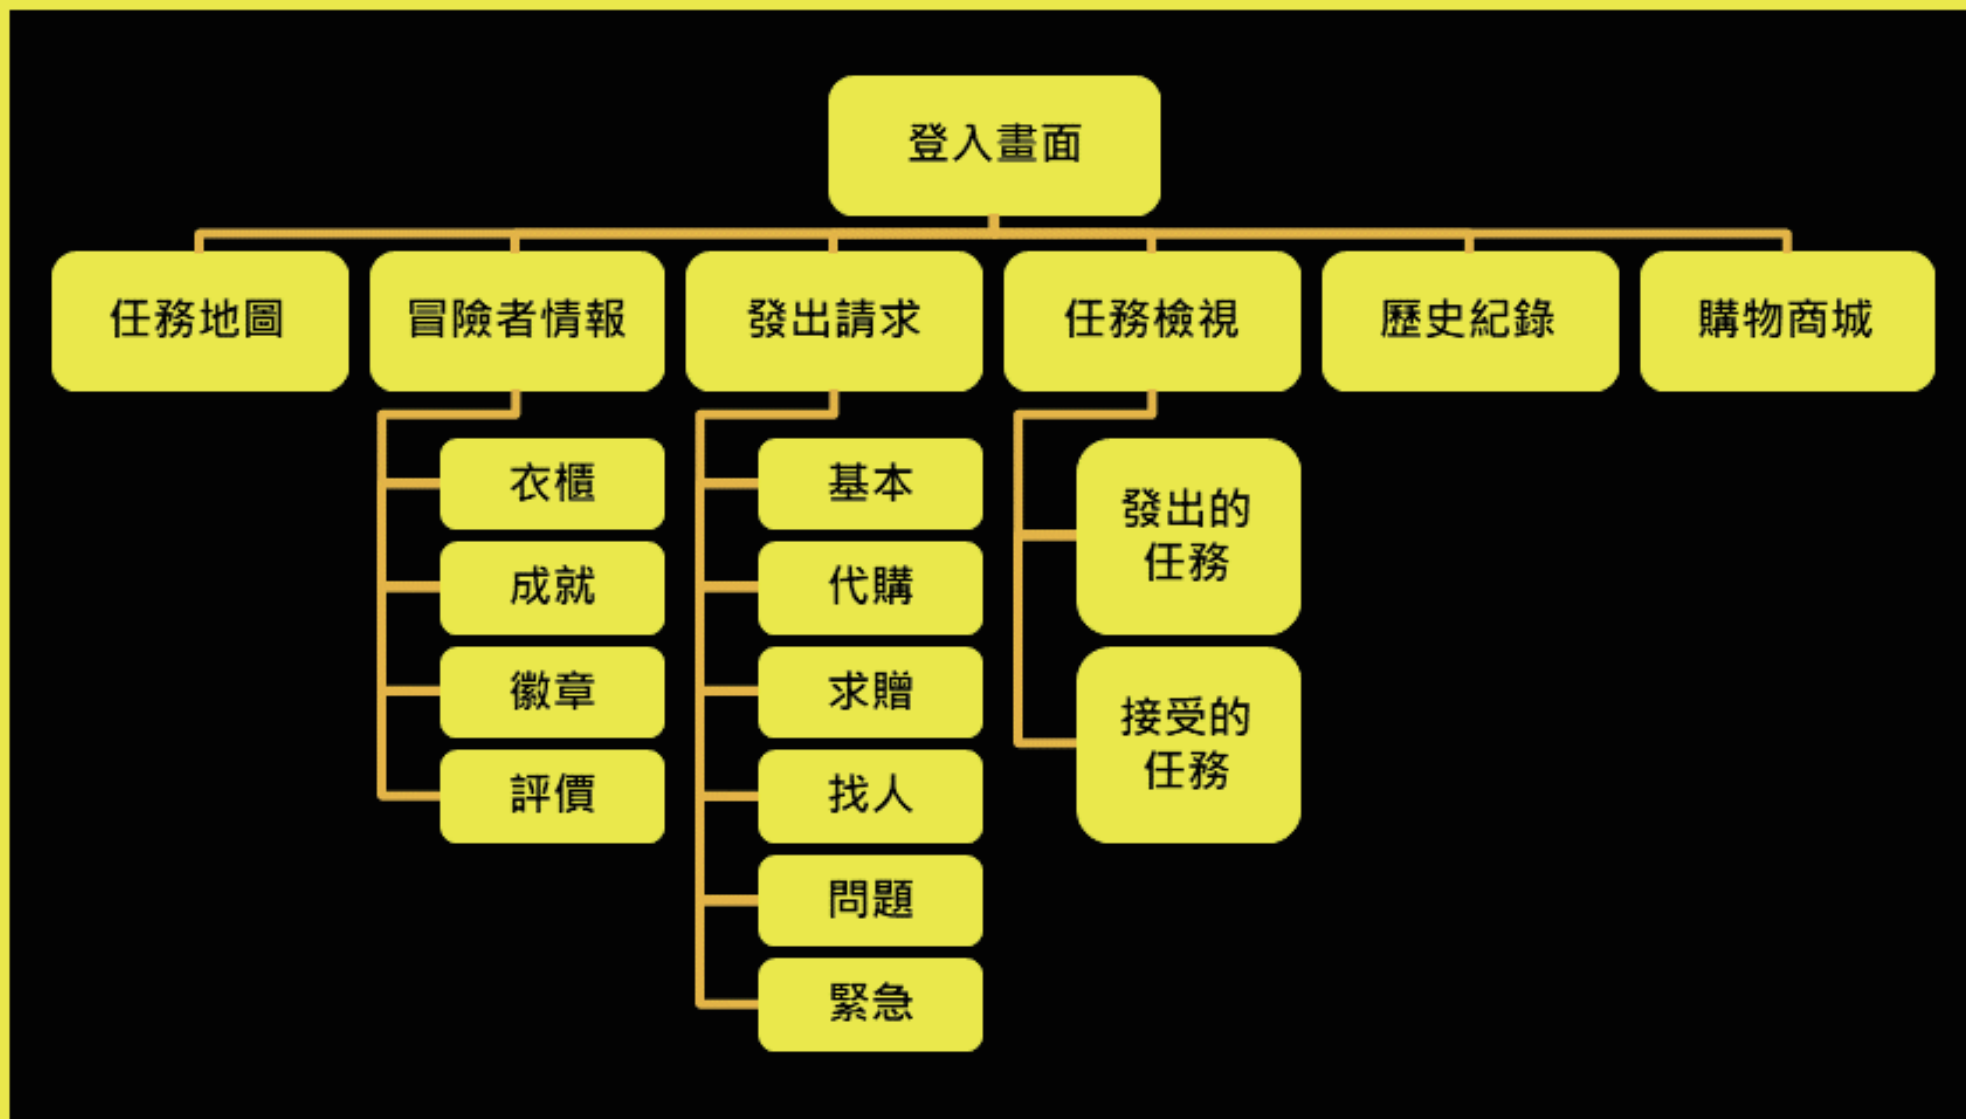 登入畫面
任務地圖
冒險者情報
發出請求
任務檢視
歷史紀錄
購物商城
衣櫃
成就
徽章
評價
基本
代購
求贈
找人
問題
緊急
發出的
任務
接受的
任務